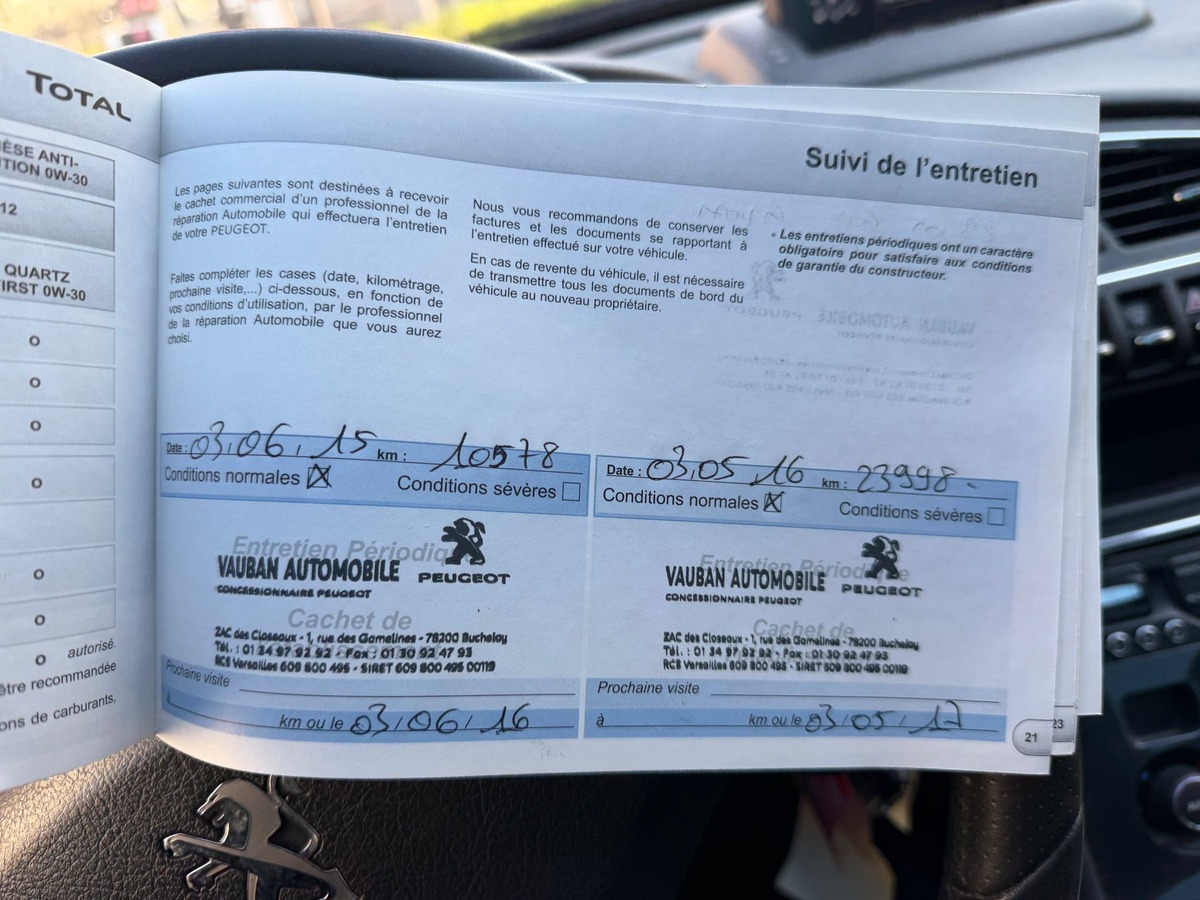 TOTAL
ÈSE ANTI-
TION 0W-30
12
QUARTZ
FIRST 0W-30
o
o
o
o
o
o
o
autorisé.
être recommandée
ons de carburants,
Suivi de l'entretien
Les pages suivantes sont destinées à recevoir
le cachet commercial d'un professionnel de la
réparation Automobile qui effectuera l'entretien
de votre PEUGEOT.
Faites compléter les cases (date, kilométrage,
prochaine visite,...) ci-dessous, en fonction de
vos conditions d'utilisation, par le professionnel
de la réparation Automobile que vous aurez
choisi.
Nous vous recommandons de conserver les
factures et les documents se rapportant à
l'entretien effectué sur votre véhicule.
En cas de revente du véhicule, il est nécessaire
de transmettre tous les documents de bord du
véhicule au nouveau propriétaire.
• Les entretiens périodiques ont un caractère
obligatoire pour satisfaire aux conditions
de garantie du constructeur.
Date : 03.06.15 km : 10578
Conditions normales ☒ Conditions sévères ☐
Entretien Périodiq
VAUBAN AUTOMOBILE PEUGEOT
CONCESSIONNAIRE PEUGEOT
Cachet de
ZAC des Closeaux - 1, rue des Gamelines - 78200 Buchelay
Tél. : 01 34 97 92 92 - Fax : 01 30 92 47 93
RCS Versailles 609 800 495 - SIRET 609 800 495 00119
Prochaine visite
à km ou le 03/06/16
Date : 03.05.16 km : 23998.
Conditions normales ☒ Conditions sévères ☐
Entretien Périodique
VAUBAN AUTOMOBILE PEUGEOT
CONCESSIONNAIRE PEUGEOT
Cachet de
ZAC des Closeaux - 1, rue des Gamelines - 78200 Buchelay
Tél. : 01 34 97 92 92 - Fax : 01 30 92 47 93
RCS Versailles 609 800 495 - SIRET 609 800 495 00119
Prochaine visite
à km ou le 03/05/17
21
23